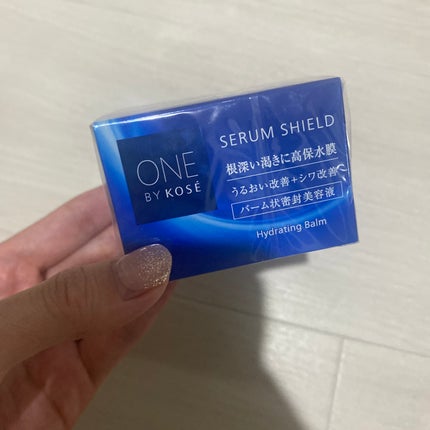 ONE
BY KOSÉ
SERUM SHIELD
根深い渇きに高保水膜
うるおい改善+シワ改善
バーム状密封美容液
Hydrating Balm